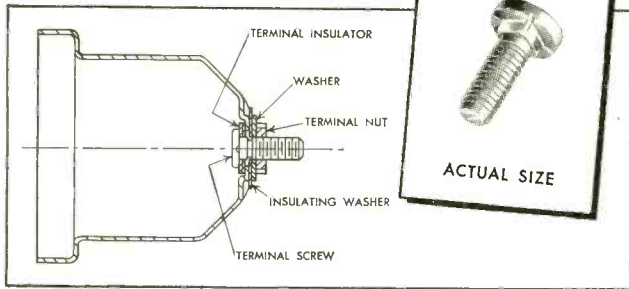 TERMINAL INSULATOR
WASHER
TERMINAL NUT
INSULATING WASHER
TERMINAL SCREW
ACTUAL SIZE